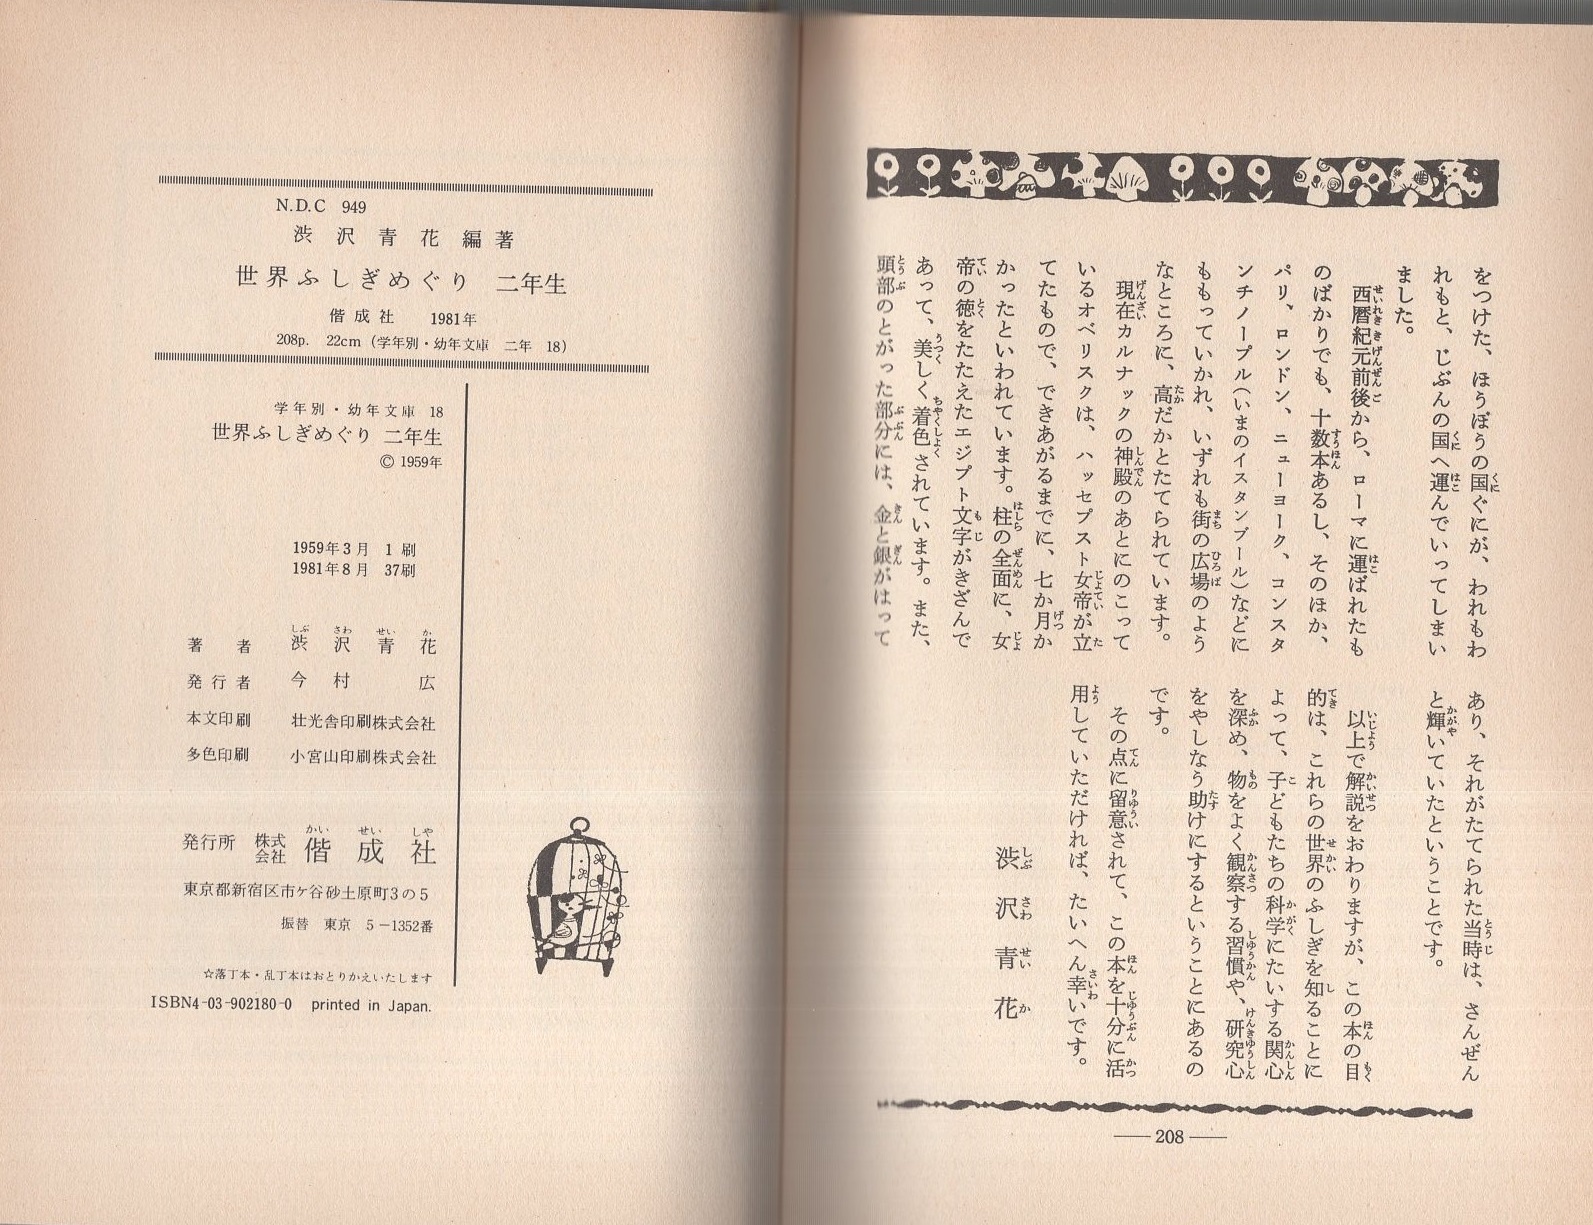 をつけた、ほうぼうの国ぐにが、われもわ
れもと、じぶんの国へ運んでいってしまい
ました。
西暦紀元前後から、ローマに運ばれたも
のばかりでも、十数本あるし、そのほか、
パリ、ロンドン、ニューヨーク、コンスタ
ンチノープル(いまのイスタンブール)などに
ももっていかれ、いずれも街の広場のよう
なところに、高だかとたてられています。
現在カルナックの神殿のあとにのこって
いるオベリスクは、ハッセプスト女帝が立
てたもので、できあがるまでに、七か月か
かったといわれています。柱の全面に、女
帝の徳をたたえたエジプト文字がきざんで
あって、美しく着色されています。また、
頭部のとがった部分には、金と銀がはって
あり、それがたてられた当時は、さんぜん
と輝いていたということです。
以上で解説をおわりますが、この本の目
的は、これらの世界のふしぎを知ることに
よって、子どもたちの科学にたいする関心
を深め、物をよく観察する習慣や、研究心
をやしなう助けにするということにあるの
です。
その点に留意されて、この本を十分に活
用していただければ、たいへん幸いです。
渋沢青花
208
N.D.C 949
渋沢青花編著
世界ふしぎめぐり 二年生
偕成社 1981年
208p. 22cm (学年別・幼年文庫 二年 18)
学年別・幼年文庫 18
世界ふしぎめぐり 二年生
© 1959年
1959年3月 1刷
1981年8月 37刷
著者 渋沢青花
発行者 今村広
本文印刷 壮光舎印刷株式会社
多色印刷 小宮山印刷株式会社
発行所 株式会社 偕成社
東京都新宿区市ケ谷砂土原町3の5
振替 東京 5-1352番
☆落丁本・乱丁本はおとりかえいたします
ISBN4-03-902180-0 printed in Japan.